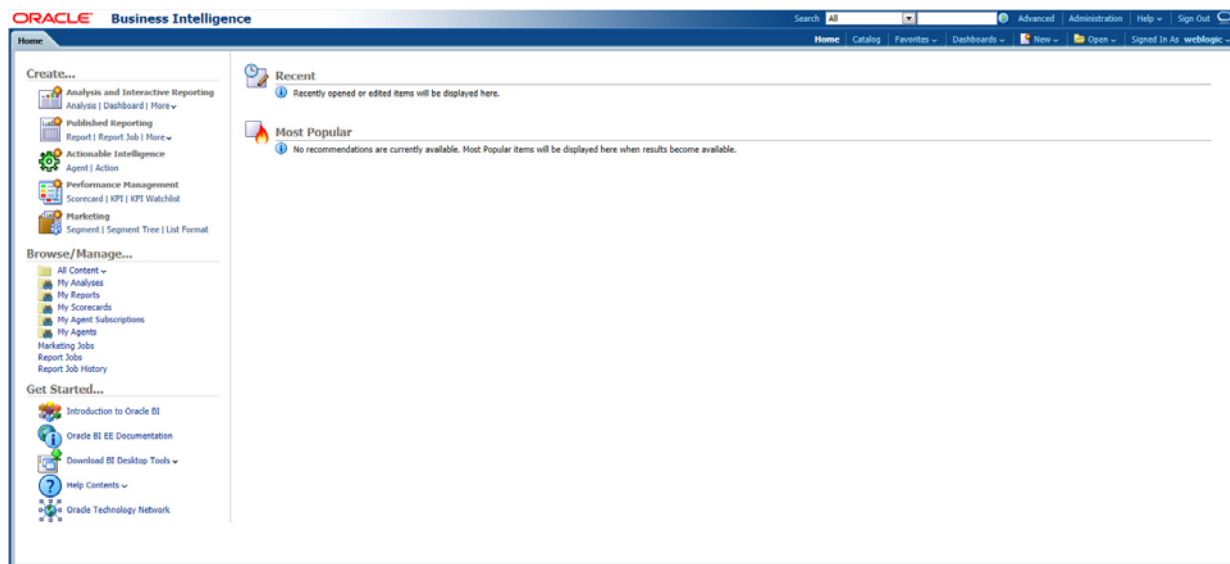 ORACLE Business Intelligence
Search All Advanced Administration Help Sign Out
Home
Home Catalog Favorites Dashboards New Open Signed In As weblogic
Create...
Analysis and Interactive Reporting
Analysis | Dashboard | More
Published Reporting
Report | Report Job | More
Actionable Intelligence
Agent | Action
Performance Management
Scorecard | KPI | KPI Watchlist
Marketing
Segment | Segment Tree | List Format
Browse/Manage...
All Content
My Analyses
My Reports
My Scorecards
My Agent Subscriptions
My Agents
Marketing Jobs
Report Jobs
Report Job History
Get Started...
Introduction to Oracle BI
Oracle BI EE Documentation
Download BI Desktop Tools
Help Contents
Oracle Technology Network
Recent
Recently opened or edited items will be displayed here.
Most Popular
No recommendations are currently available. Most Popular items will be displayed here when results become available.